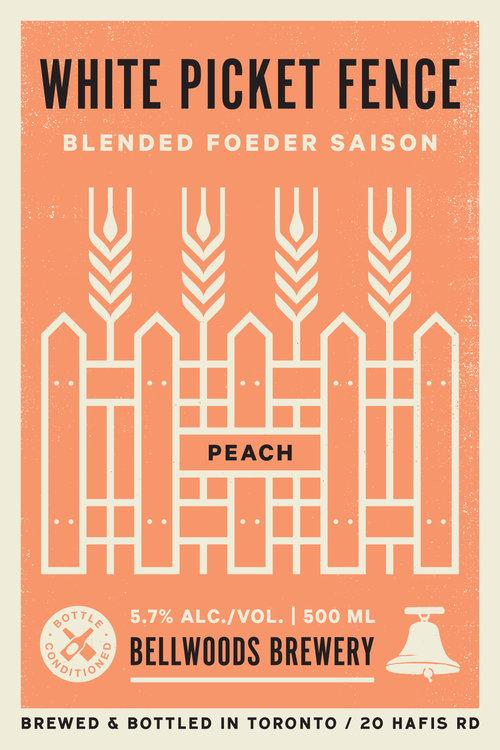 WHITE PICKET FENCE
BLENDED FOEDER SAISON
PEACH
5.7% ALC./VOL. | 500 ML
BOTTLE
CONDITIONED
BELLWOODS BREWERY
BREWED & BOTTLED IN TORONTO / 20 HAFIS RD